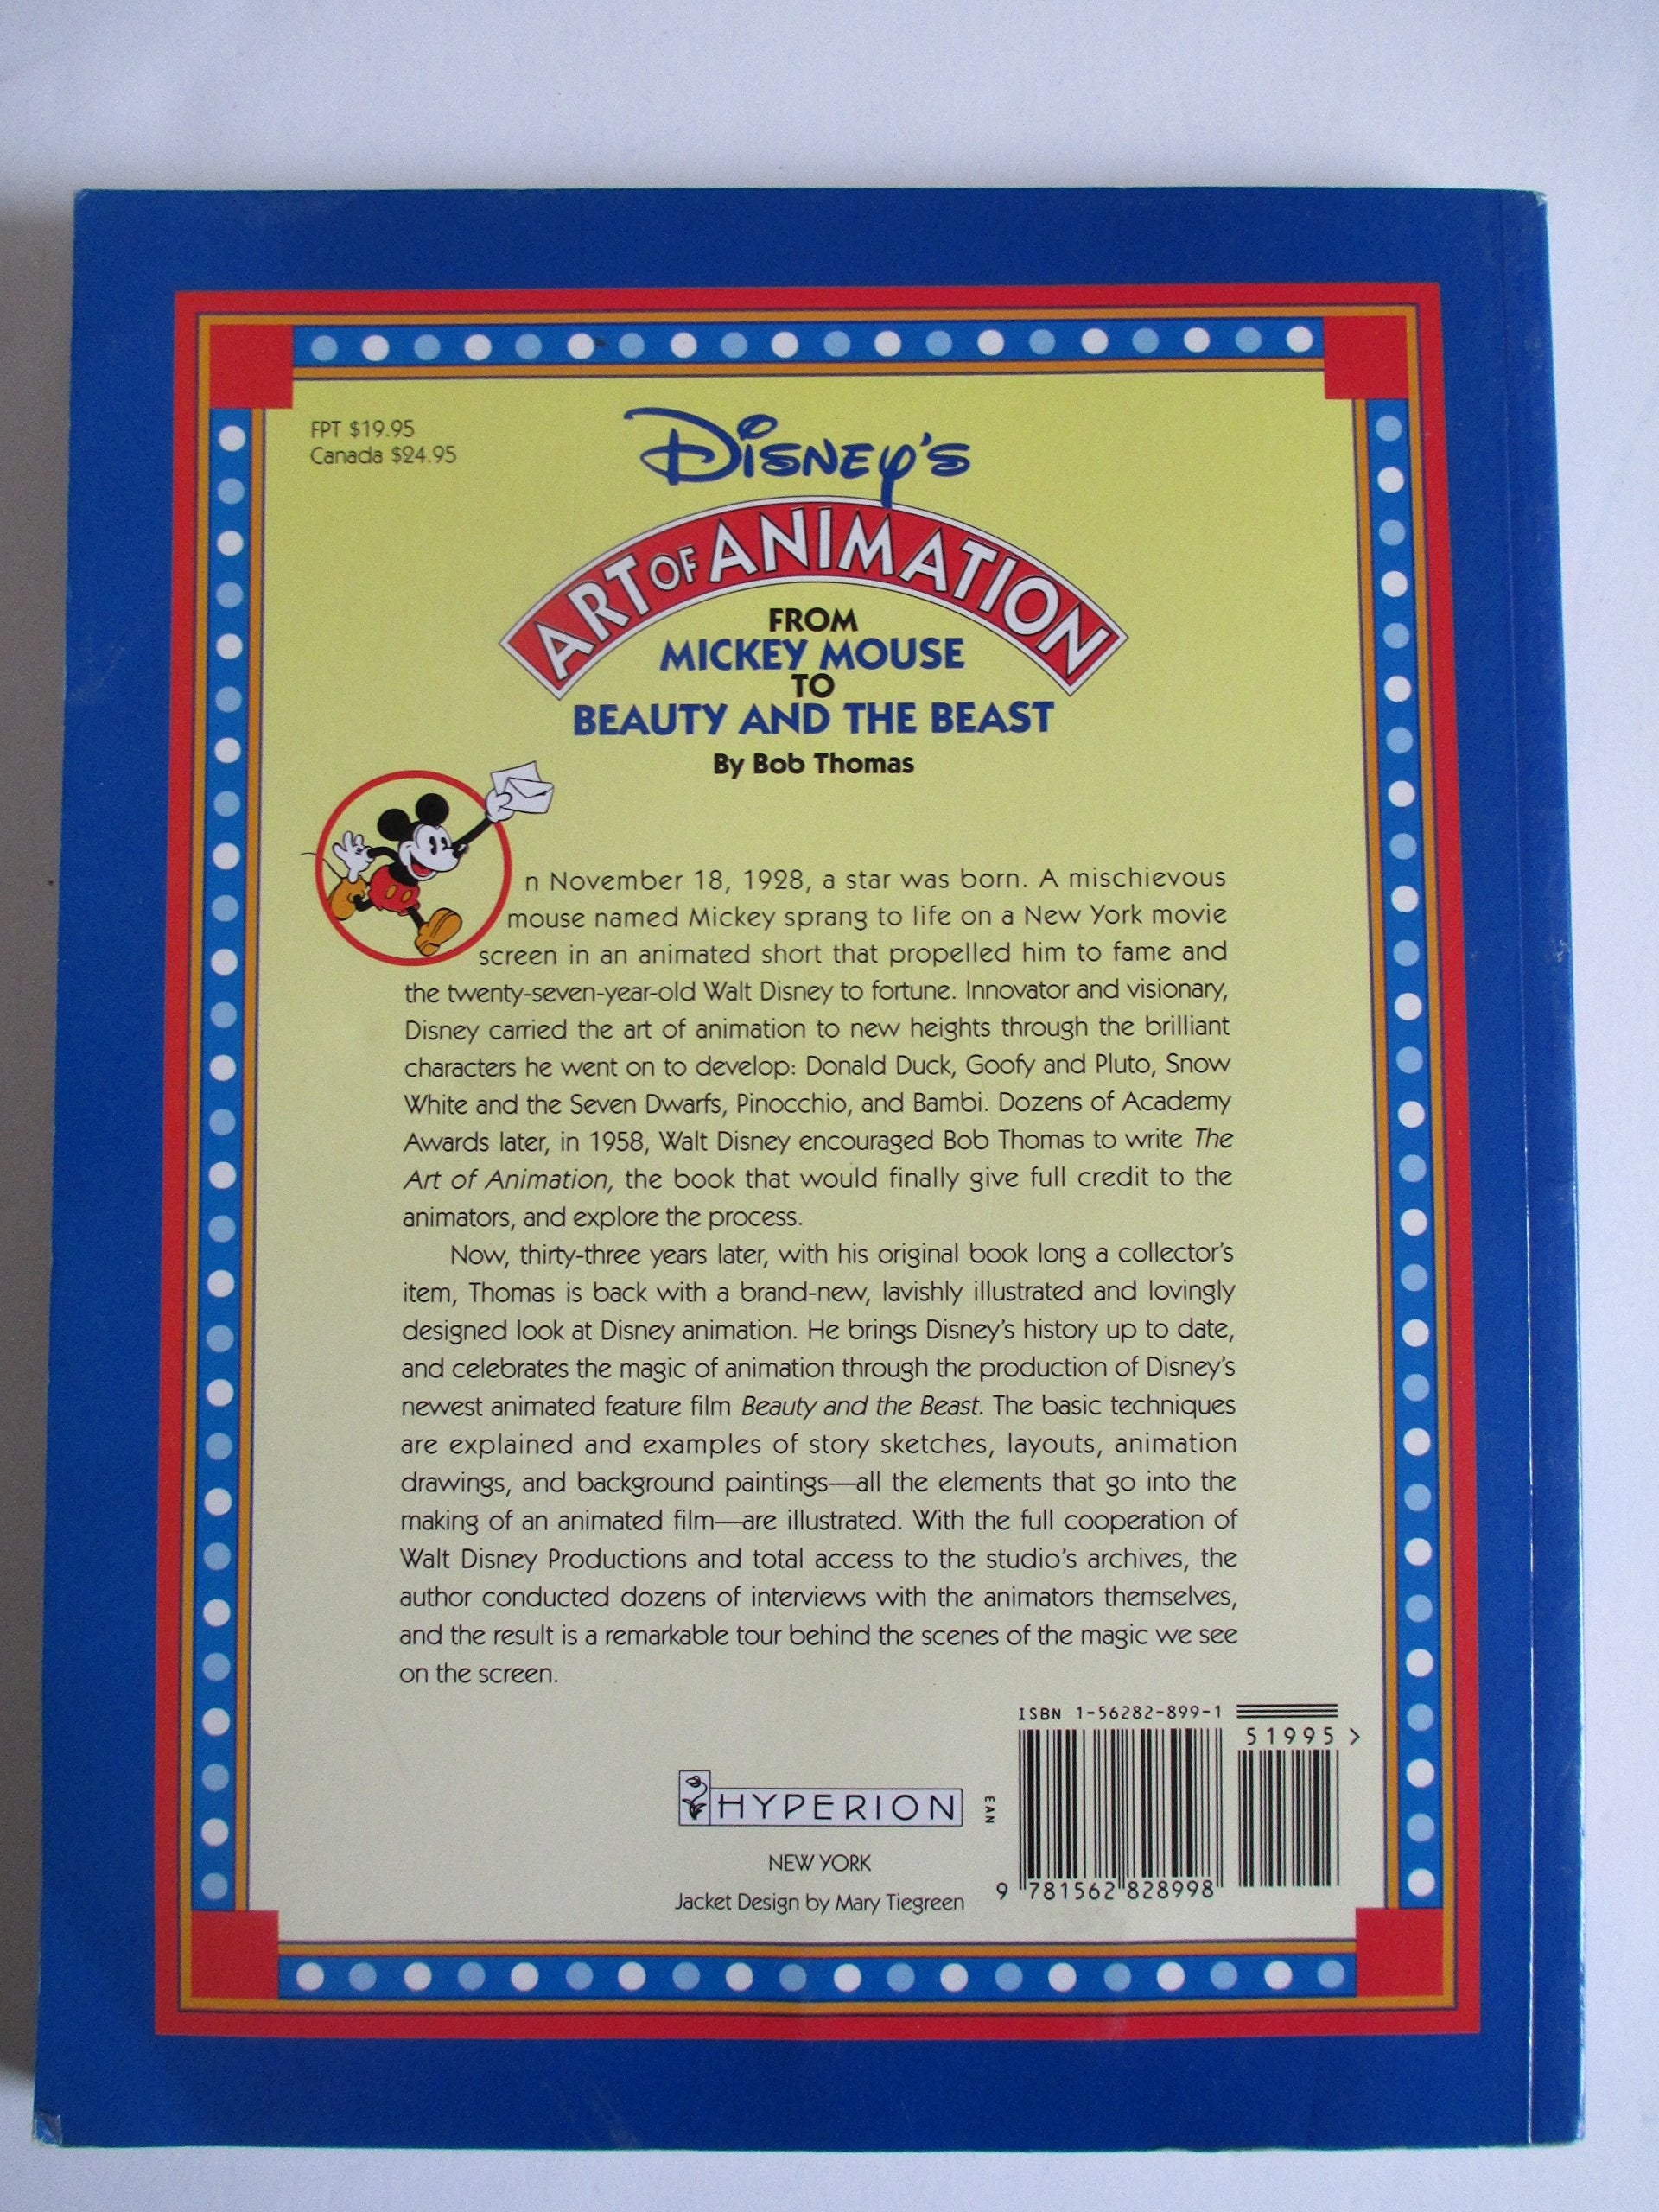 FPT $19.95
Canada $24.95
Disney's
ART OF ANIMATION
FROM
MICKEY MOUSE
TO
BEAUTY AND THE BEAST
By Bob Thomas
n November 18, 1928, a star was born. A mischievous
mouse named Mickey sprang to life on a New York movie
screen in an animated short that propelled him to fame and
the twenty-seven-year-old Walt Disney to fortune. Innovator and visionary,
Disney carried the art of animation to new heights through the brilliant
characters he went on to develop: Donald Duck, Goofy and Pluto, Snow
White and the Seven Dwarfs, Pinocchio, and Bambi. Dozens of Academy
Awards later, in 1958, Walt Disney encouraged Bob Thomas to write The
Art of Animation, the book that would finally give full credit to the
animators, and explore the process.
Now, thirty-three years later, with his original book long a collector's
item, Thomas is back with a brand-new, lavishly illustrated and lovingly
designed look at Disney animation. He brings Disney's history up to date,
and celebrates the magic of animation through the production of Disney's
newest animated feature film Beauty and the Beast. The basic techniques
are explained and examples of story sketches, layouts, animation
drawings, and background paintings—all the elements that go into the
making of an animated film—are illustrated. With the full cooperation of
Walt Disney Productions and total access to the studio's archives, the
author conducted dozens of interviews with the animators themselves,
and the result is a remarkable tour behind the scenes of the magic we see
on the screen.
ISBN 1-56282-899-1
51995>
HYPERION
EAN
NEW YORK
Jacket Design by Mary Tiegreen
9 781562 828998